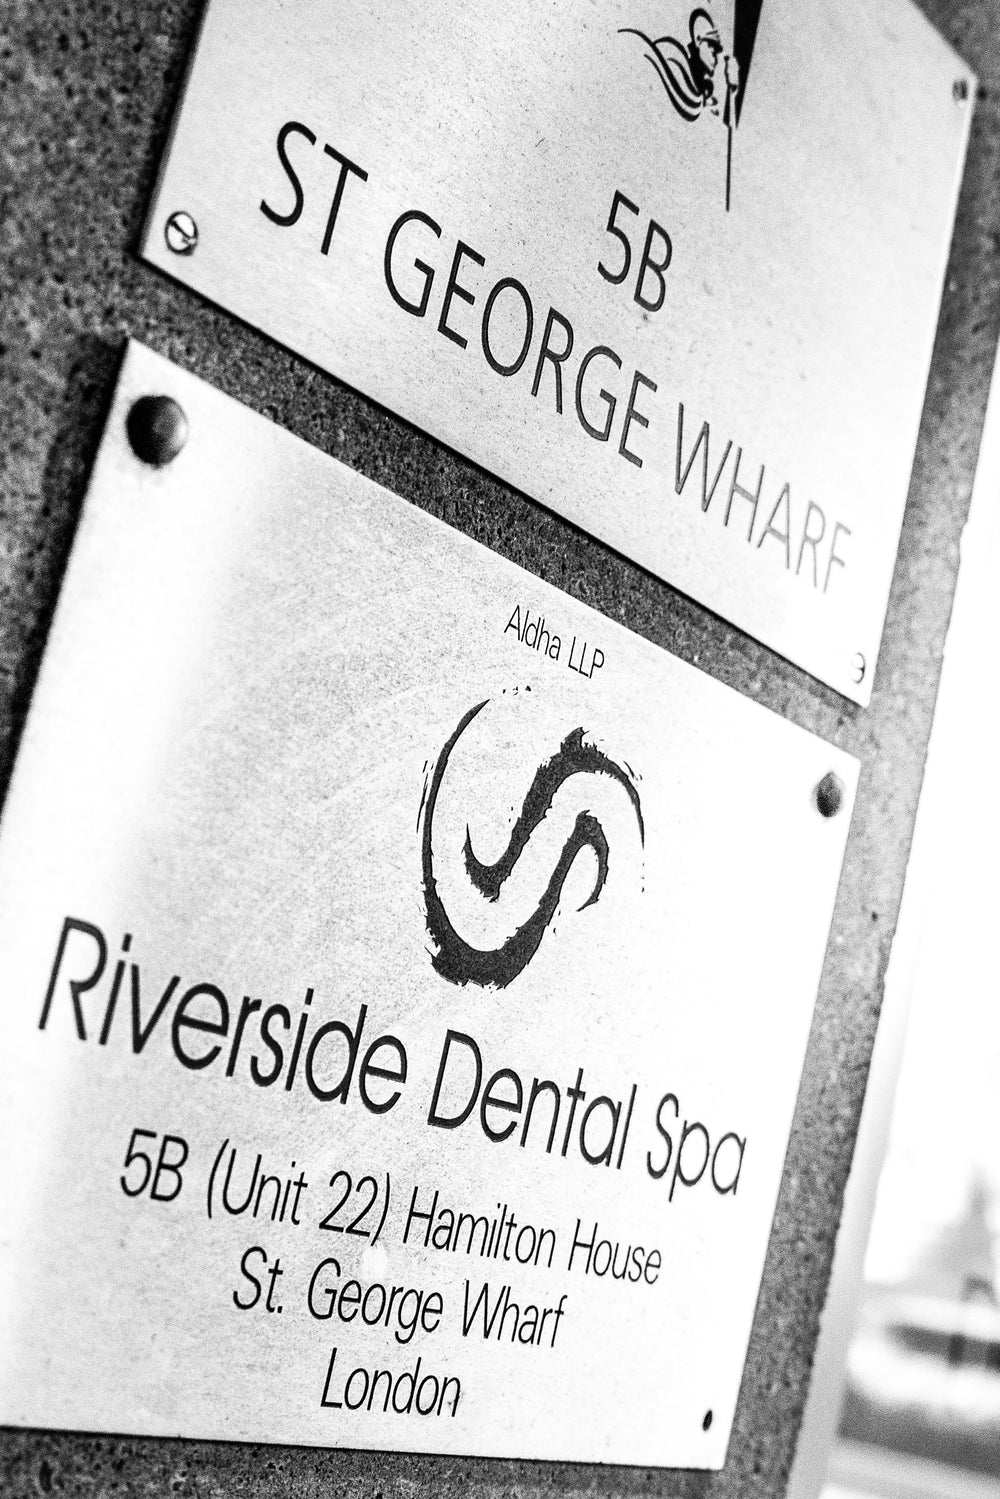 5B
ST GEORGE WHARF
Aldha LLP
Riverside Dental Spa
5B (Unit 22) Hamilton House
St. George Wharf
London